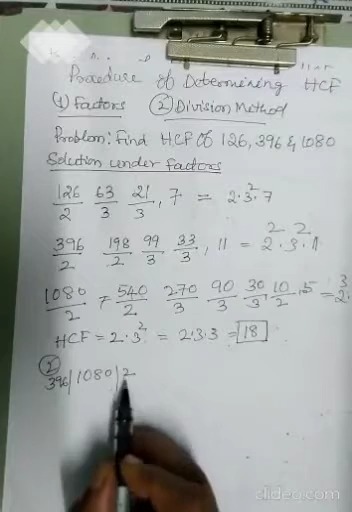 Procedure of Determining HCF
(1) Factors (2) Division Method
Problem: Find HCF of 126, 396 & 1080
Solution under factors
126/2 63/3 21/3, 7 = 2·3²·7
396/2 198/2 99/3 33/3, 11 = 2²·3²·11
1080/2 = 540/2 270/3 90/3 30/3, 10/2, 5 = 2³·
HCF = 2·3² = 2·3·3 = 18
(2)
396|1080|2
clideo.com